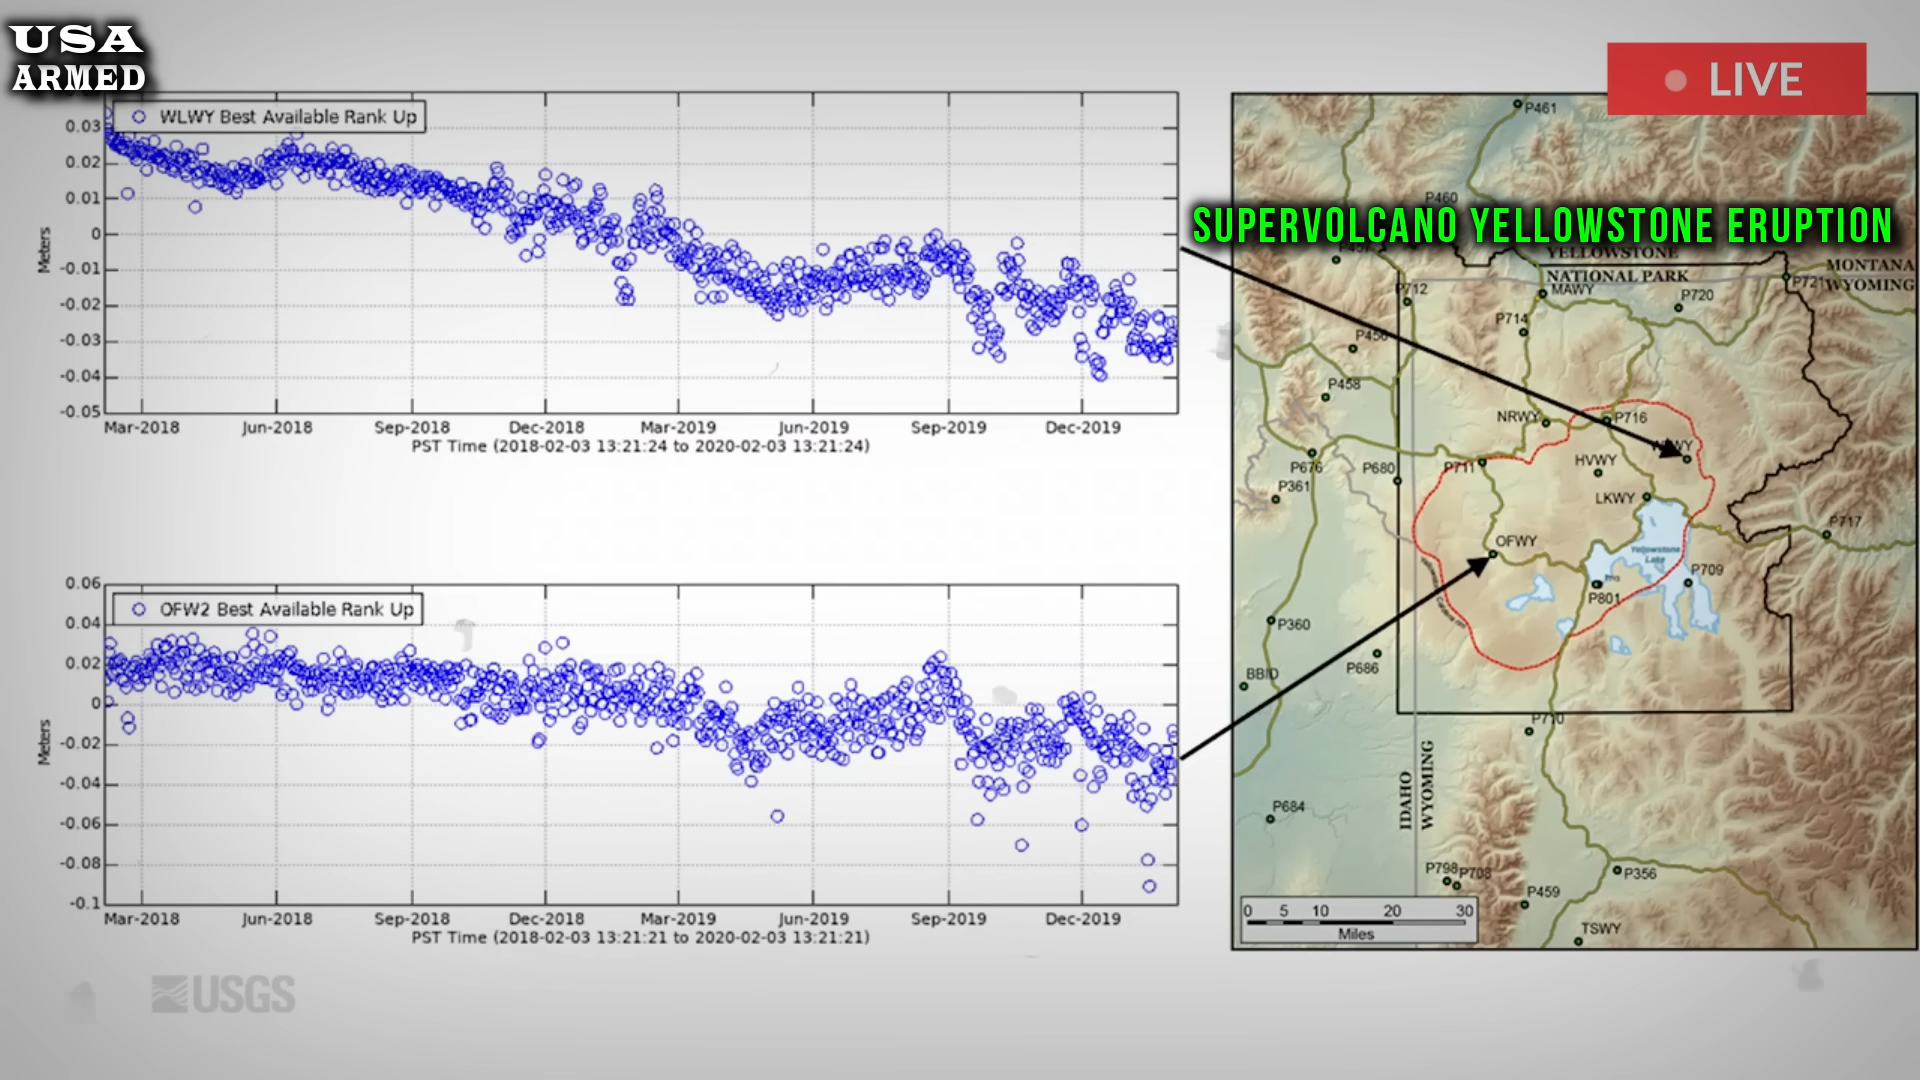 USA
ARMED
LIVE
SUPERVOLCANO YELLOWSTONE ERUPTION
WLWY Best Available Rank Up
Meters
0.03
0.02
0.01
0
-0.01
-0.02
-0.03
-0.04
-0.05
Mar-2018 Jun-2018 Sep-2018 Dec-2018 Mar-2019 Jun-2019 Sep-2019 Dec-2019
PST Time (2018-02-03 13:21:24 to 2020-02-03 13:21:24)
OFW2 Best Available Rank Up
Meters
0.06
0.04
0.02
0
-0.02
-0.04
-0.06
-0.08
-0.1
Mar-2018 Jun-2018 Sep-2018 Dec-2018 Mar-2019 Jun-2019 Sep-2019 Dec-2019
PST Time (2018-02-03 13:21:21 to 2020-02-03 13:21:21)
USGS
P461
P460
YELLOWSTONE
NATIONAL PARK
MONTANA
WYOMING
P721
P712
MAWY
P720
P714
P456
P458
NRWY
P716
P676
P680
P711
HVWY
P361
LKWY
P717
OFWY
Yellowstone
Lake
P709
P801
P360
P686
BBID
P710
IDAHO
WYOMING
P684
P798
P708
P356
P459
TSWY
0 5 10 20 30
Miles